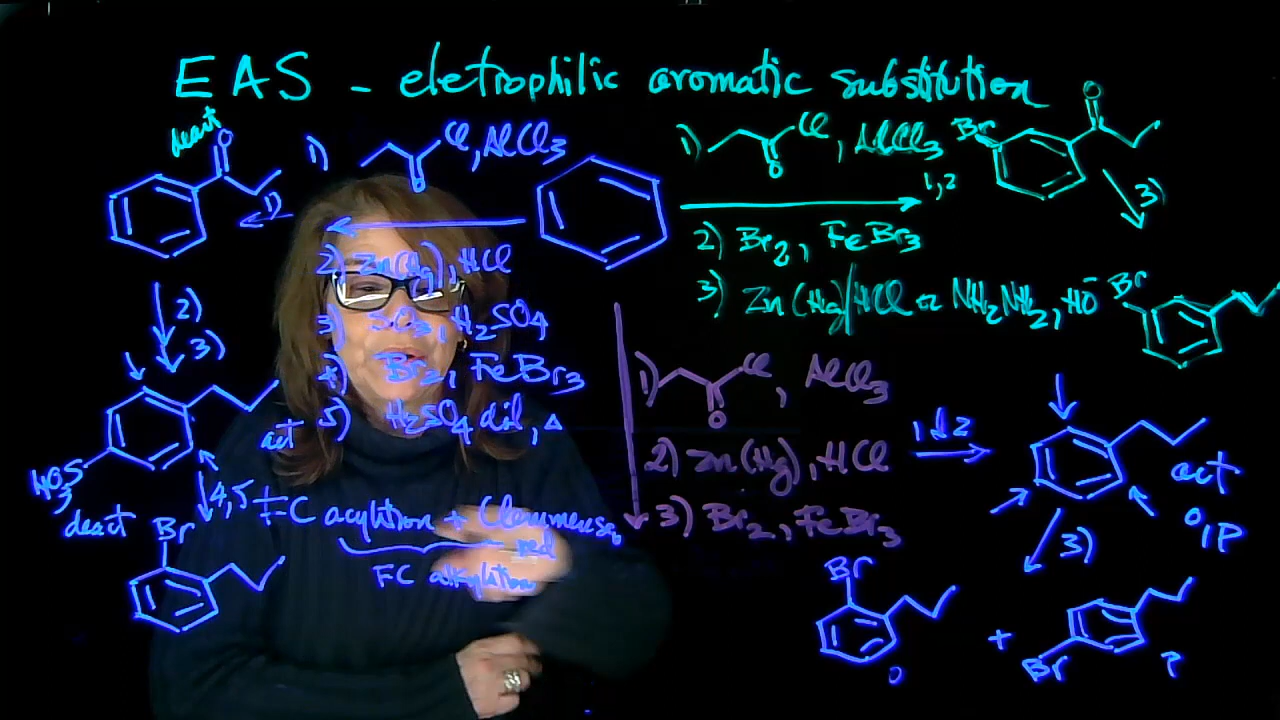 EAS - eletrophilic aromatic substitution
deact
O
1) Cl, AlCl3
O
1)
2) Zn(Hg), HCl
3) SO3, H2SO4
4) Br2, FeBr3
5) H2SO4 dil, Δ
2)
3)
act
HO3S
deact
4,5
Br
FC acyltion + Clemmensen red
FC alkyltion
1) Cl, AlCl3
O
2) Br2, FeBr3
3) Zn(Hg)/HCl or NH2NH2, HO-
1,2
Br
O
3)
Br
1) Cl, AlCl3
O
2) Zn(Hg), HCl
3) Br2, FeBr3
1 & 2
act
o,p
3)
Br
o
+
Br